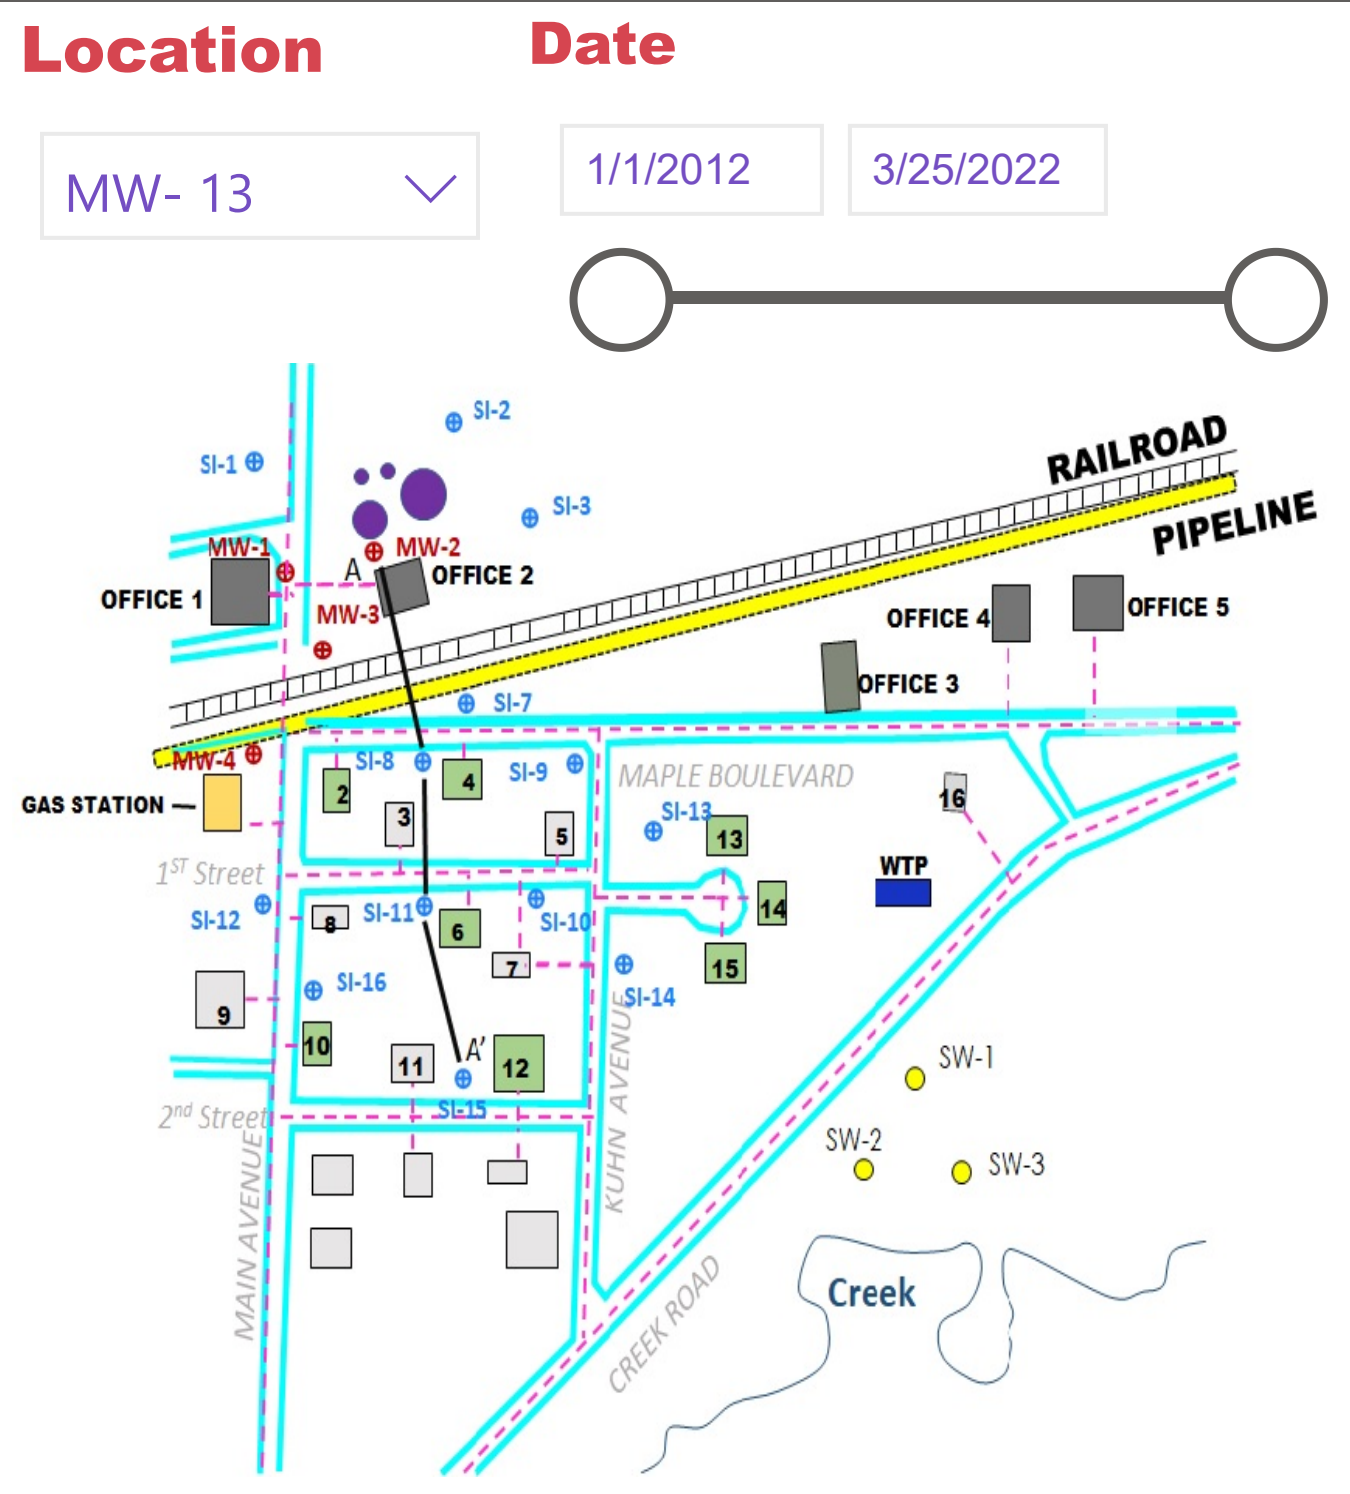 Location
Date
MW- 13
1/1/2012
3/25/2022
SI-2
SI-1
SI-3
RAILROAD
PIPELINE
MW-1
MW-2
A
OFFICE 2
OFFICE 1
MW-3
OFFICE 4
OFFICE 5
OFFICE 3
SI-7
MW-4
SI-8
SI-9
MAPLE BOULEVARD
2
4
16
GAS STATION
3
5
SI-13
13
1ST Street
WTP
SI-12
8
SI-11
6
SI-10
14
7
15
SI-16
SI-14
9
10
11
A'
12
SW-1
SI-15
2nd Street
KUHN AVENUE
SW-2
SW-3
MAIN AVENUE
Creek
CREEK ROAD